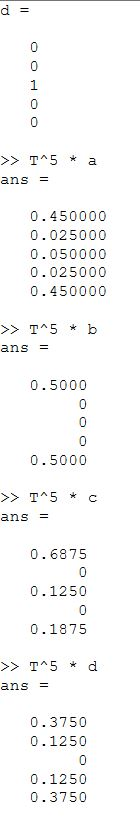 d =
0
0
1
0
0
>> T^5 * a
ans =
0.450000
0.025000
0.050000
0.025000
0.450000
>> T^5 * b
ans =
0.5000
0
0
0
0.5000
>> T^5 * c
ans =
0.6875
0
0.1250
0
0.1875
>> T^5 * d
ans =
0.3750
0.1250
0
0.1250
0.3750